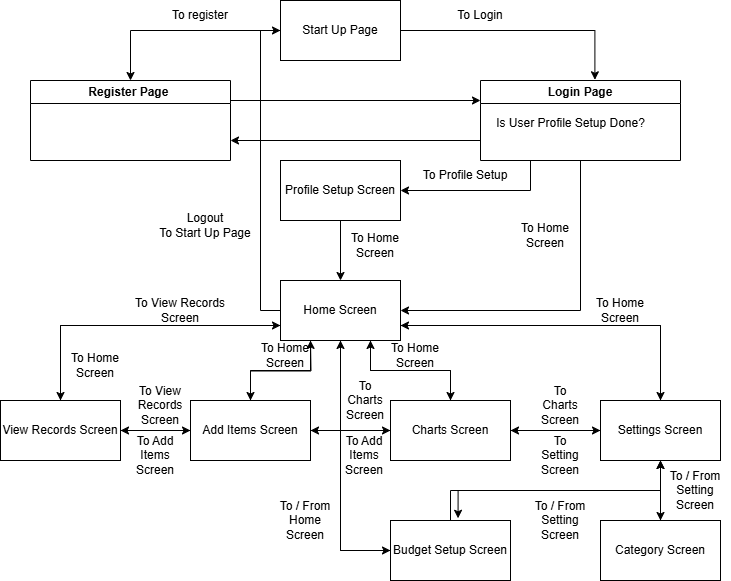 To register
Start Up Page
To Login
Register Page
Login Page
Is User Profile Setup Done?
Profile Setup Screen
To Profile Setup
Logout
To Start Up Page
To Home
Screen
To Home
Screen
Home Screen
To View Records
Screen
To Home
Screen
To Home
Screen
To Home
Screen
To Home
Screen
To View
Records
Screen
To
Charts
Screen
To
Charts
Screen
View Records Screen
Add Items Screen
Charts Screen
Settings Screen
To Add
Items
Screen
To Add
Items
Screen
To
Setting
Screen
To / From
Home
Screen
To / From
Setting
Screen
To / From
Setting
Screen
Budget Setup Screen
Category Screen